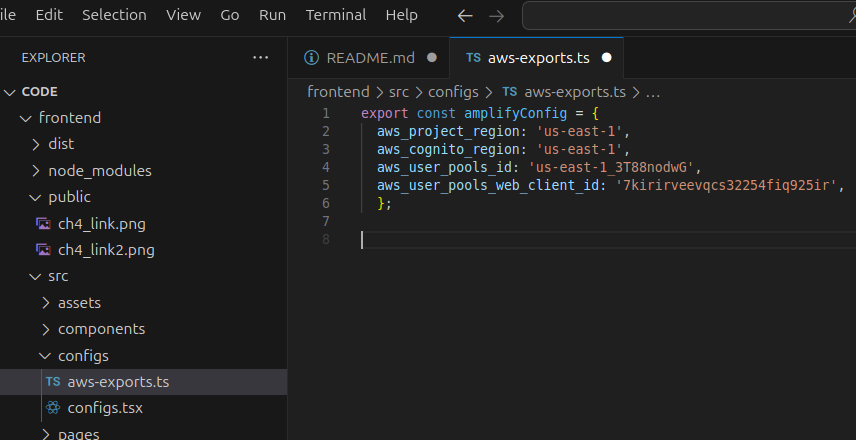 ile Edit Selection View Go Run Terminal Help
EXPLORER
README.md
TS aws-exports.ts
CODE
frontend > src > configs > TS aws-exports.ts > ...
frontend
dist
node_modules
public
ch4_link.png
ch4_link2.png
src
assets
components
configs
TS aws-exports.ts
configs.tsx
pages
1 export const amplifyConfig = {
2 aws_project_region: 'us-east-1',
3 aws_cognito_region: 'us-east-1',
4 aws_user_pools_id: 'us-east-1_3T88nodwG',
5 aws_user_pools_web_client_id: '7kirirveevqcs32254fiq925ir',
6 };
7
8